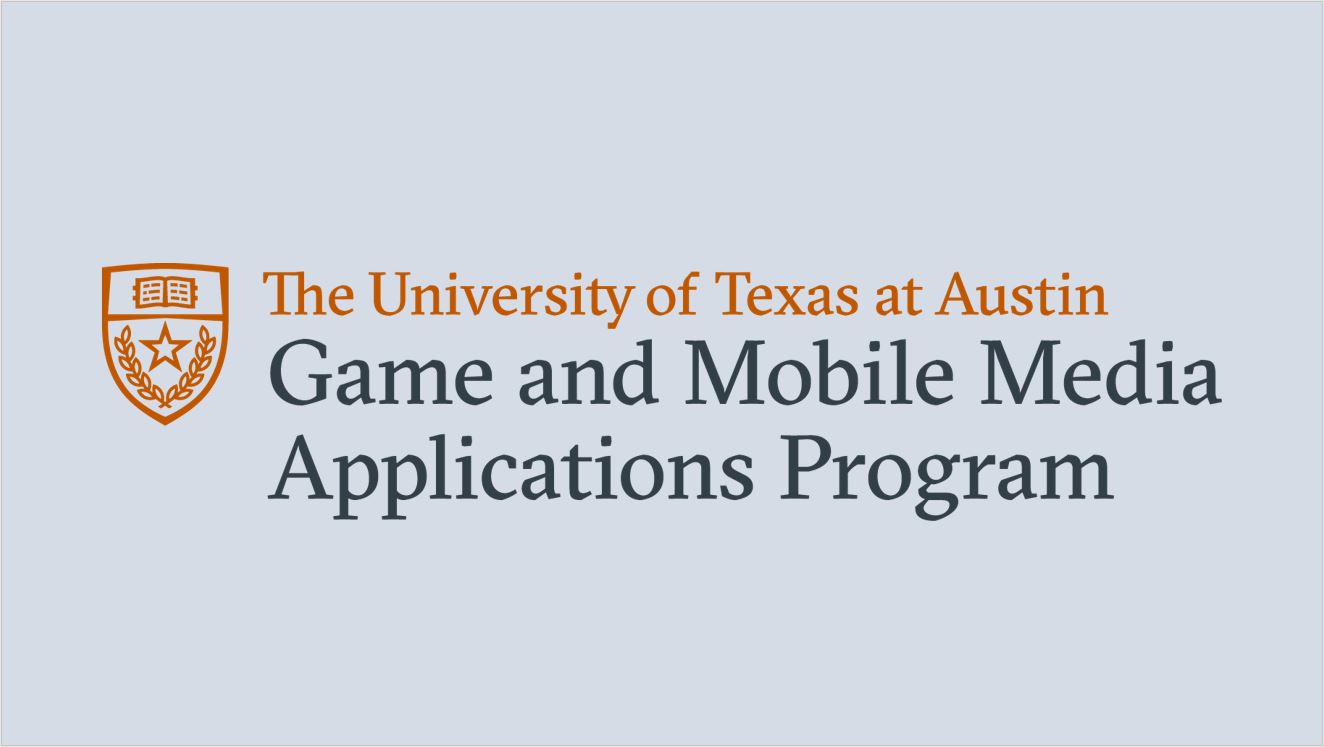 The University of Texas at Austin
Game and Mobile Media
Applications Program